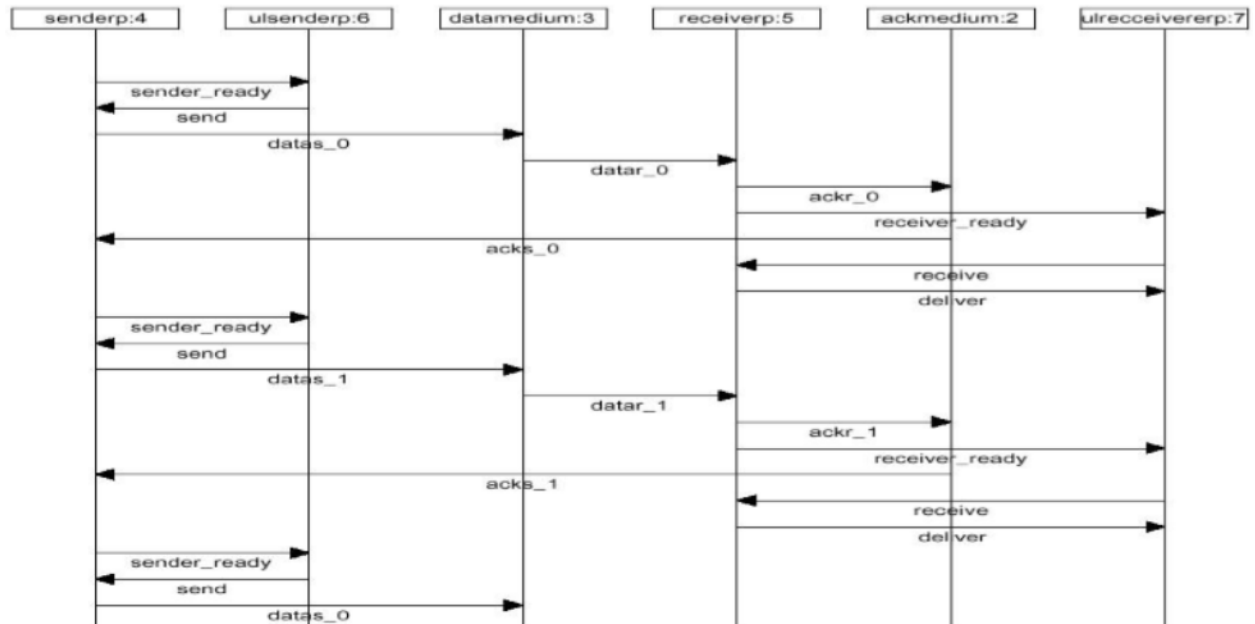 senderp:4 ulsenderp:6 datamedium:3 receiverp:5 ackmedium:2 ulrecceivererp:7
sender_ready
send
datas_0
datar_0
ackr_0
receiver_ready
acks_0
receive
deliver
sender_ready
send
datas_1
datar_1
ackr_1
receiver_ready
acks_1
receive
deliver
sender_ready
send
datas_0